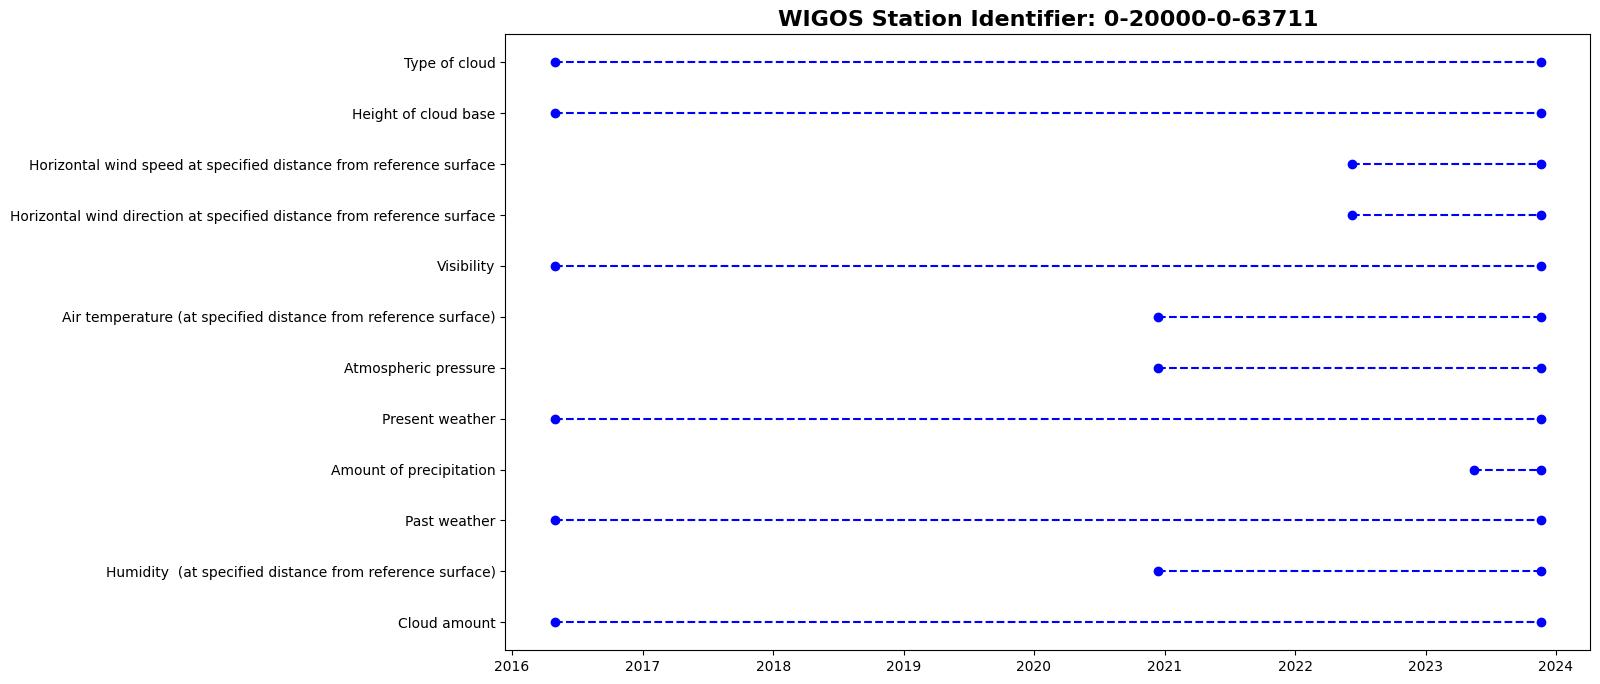 WIGOS Station Identifier: 0-20000-0-63711
Type of cloud
Height of cloud base
Horizontal wind speed at specified distance from reference surface
Horizontal wind direction at specified distance from reference surface
Visibility
Air temperature (at specified distance from reference surface)
Atmospheric pressure
Present weather
Amount of precipitation
Past weather
Humidity  (at specified distance from reference surface)
Cloud amount
2016 2017 2018 2019 2020 2021 2022 2023 2024